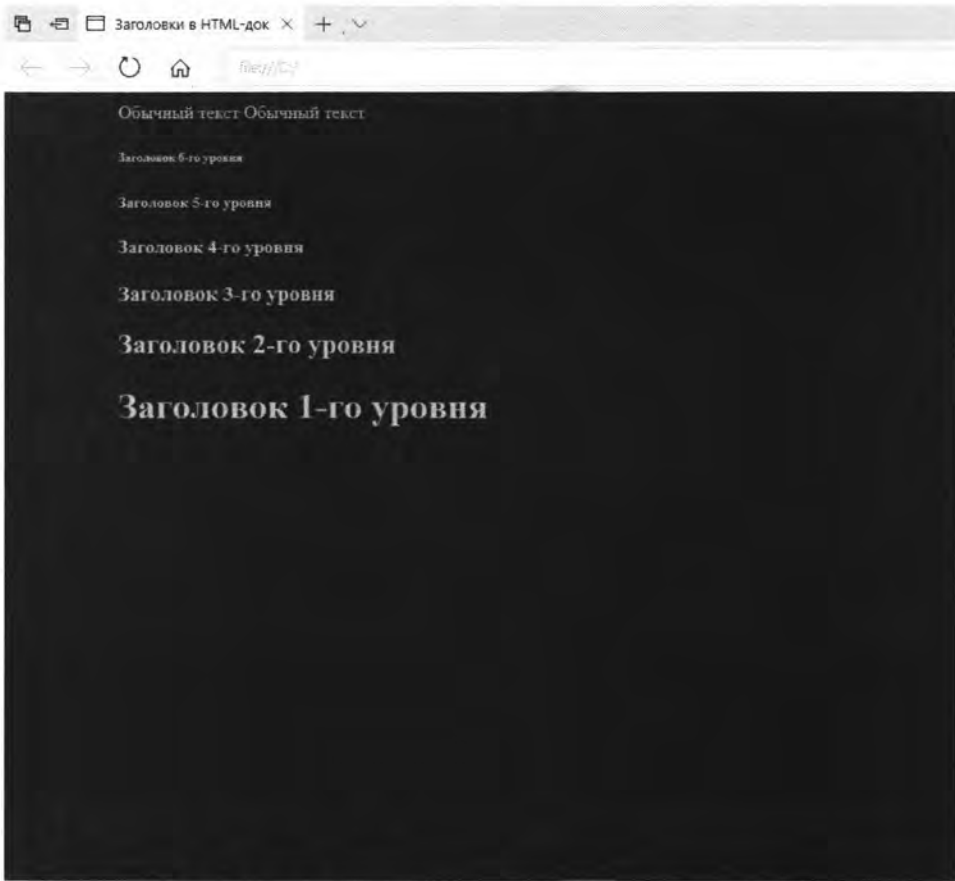 Заголовки в HTML-док
file:///C:/
Обычный текст Обычный текст
Заголовок 6-го уровня
Заголовок 5-го уровня
Заголовок 4-го уровня
Заголовок 3-го уровня
Заголовок 2-го уровня
Заголовок 1-го уровня